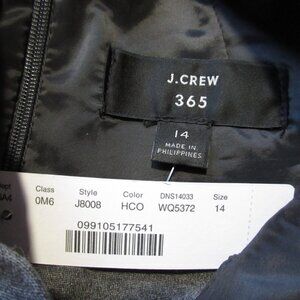 J.CREW
365
14
MADE IN
PHILIPPINES
Class Style Color DNS14033 Size
0M6 J8008 HCO WQ5372 14
099105177541